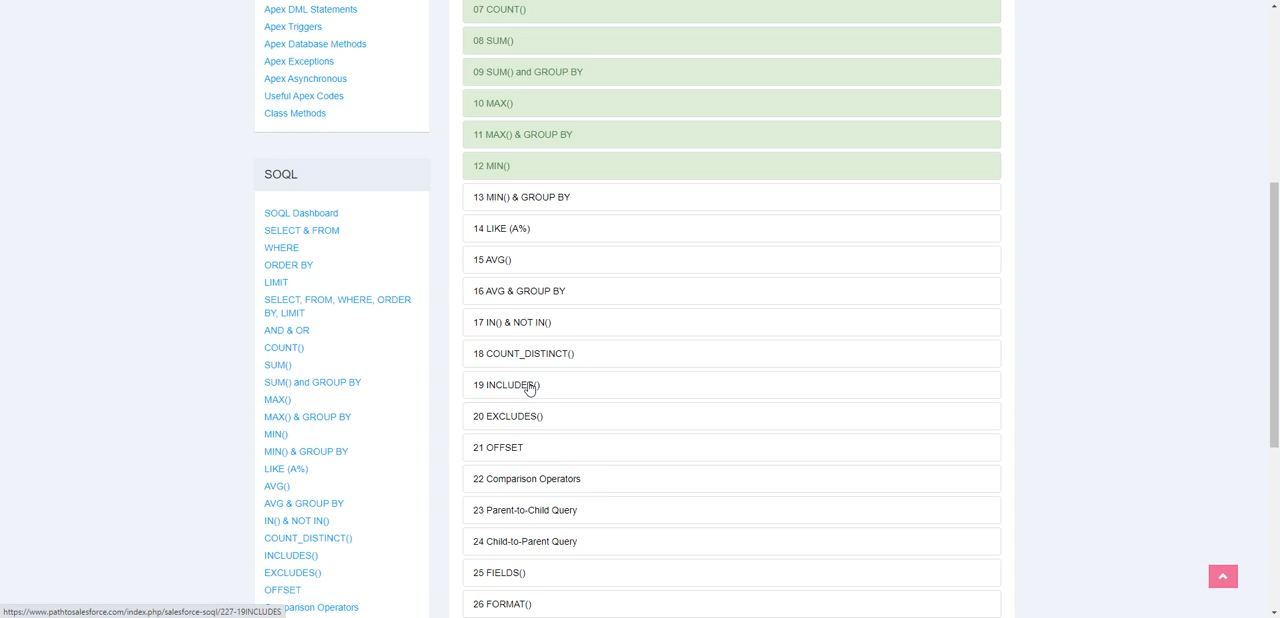 Apex DML Statements
Apex Triggers
Apex Database Methods
Apex Exceptions
Apex Asynchronous
Useful Apex Codes
Class Methods
SOQL
SOQL Dashboard
SELECT & FROM
WHERE
ORDER BY
LIMIT
SELECT, FROM, WHERE, ORDER
BY, LIMIT
AND & OR
COUNT()
SUM()
SUM() and GROUP BY
MAX()
MAX() & GROUP BY
MIN()
MIN() & GROUP BY
LIKE (A%)
AVG()
AVG & GROUP BY
IN() & NOT IN()
COUNT_DISTINCT()
INCLUDES()
EXCLUDES()
OFFSET
parison Operators
07 COUNT()
08 SUM()
09 SUM() and GROUP BY
10 MAX()
11 MAX() & GROUP BY
12 MIN()
13 MIN() & GROUP BY
14 LIKE (A%)
15 AVG()
16 AVG & GROUP BY
17 IN() & NOT IN()
18 COUNT_DISTINCT()
19 INCLUDES()
20 EXCLUDES()
21 OFFSET
22 Comparison Operators
23 Parent-to-Child Query
24 Child-to-Parent Query
25 FIELDS()
26 FORMAT()
https://www.pathtosalesforce.com/index.php/salesforce-soql/227-19INCLUDES